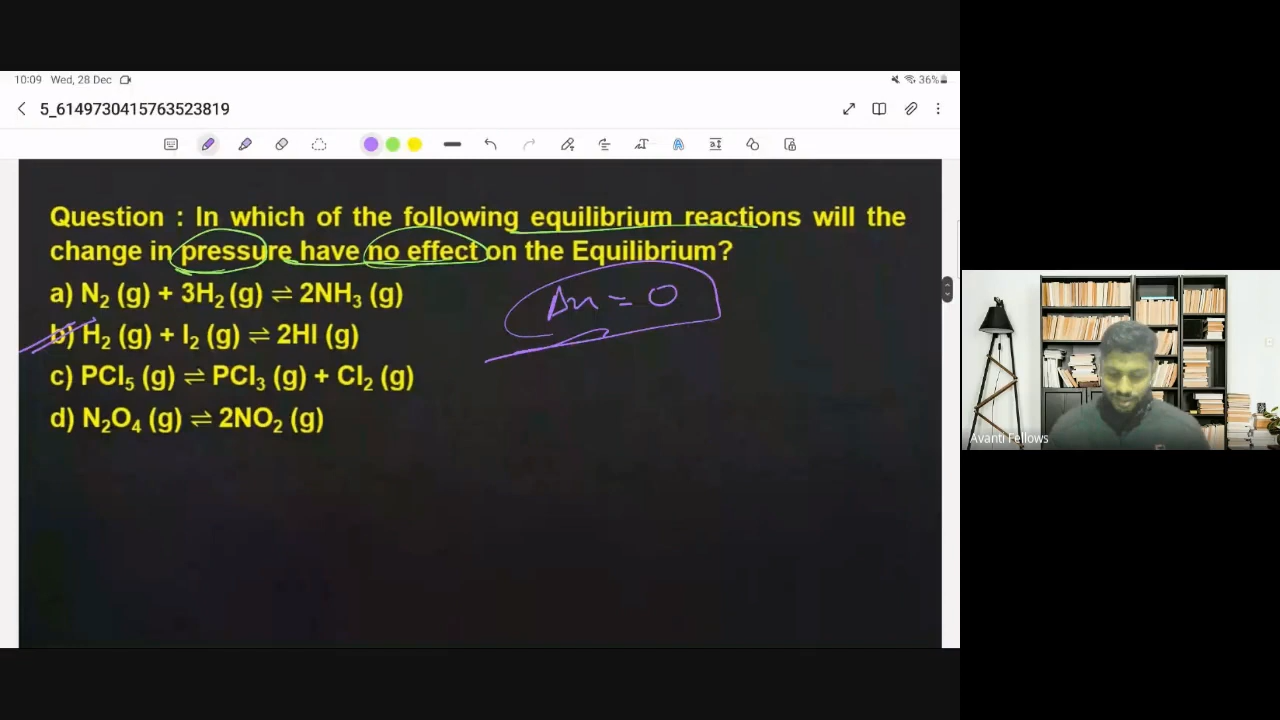 10:09 Wed, 28 Dec
36%
5_6149730415763523819
Question : In which of the following equilibrium reactions will the
change in pressure have no effect on the Equilibrium?
a) N₂ (g) + 3H₂ (g) ⇌ 2NH₃ (g)
b) H₂ (g) + I₂ (g) ⇌ 2HI (g)
c) PCl₅ (g) ⇌ PCl₃ (g) + Cl₂ (g)
d) N₂O₄ (g) ⇌ 2NO₂ (g)
Δn = 0
Avanti Fellows